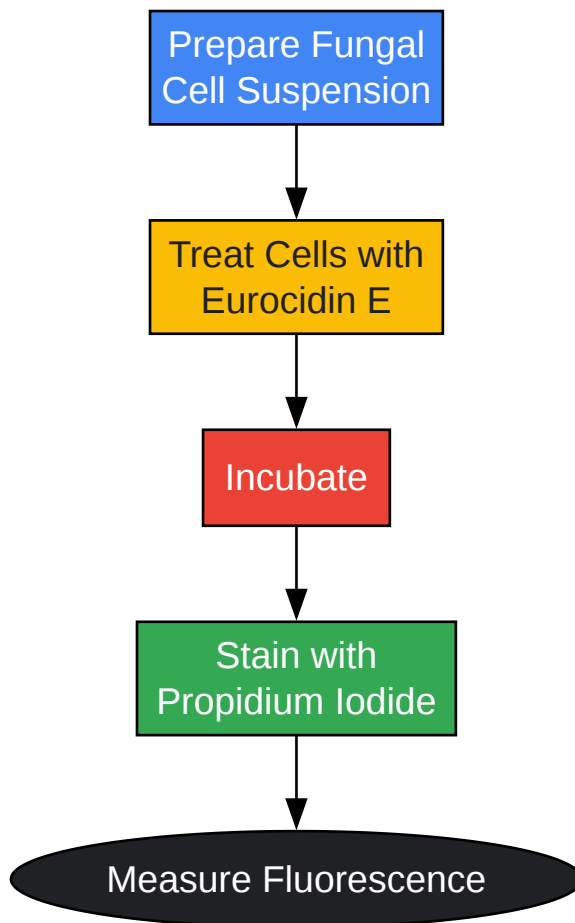 Prepare Fungal
Cell Suspension
Treat Cells with
Eurocidin E
Incubate
Stain with
Propidium Iodide
Measure Fluorescence